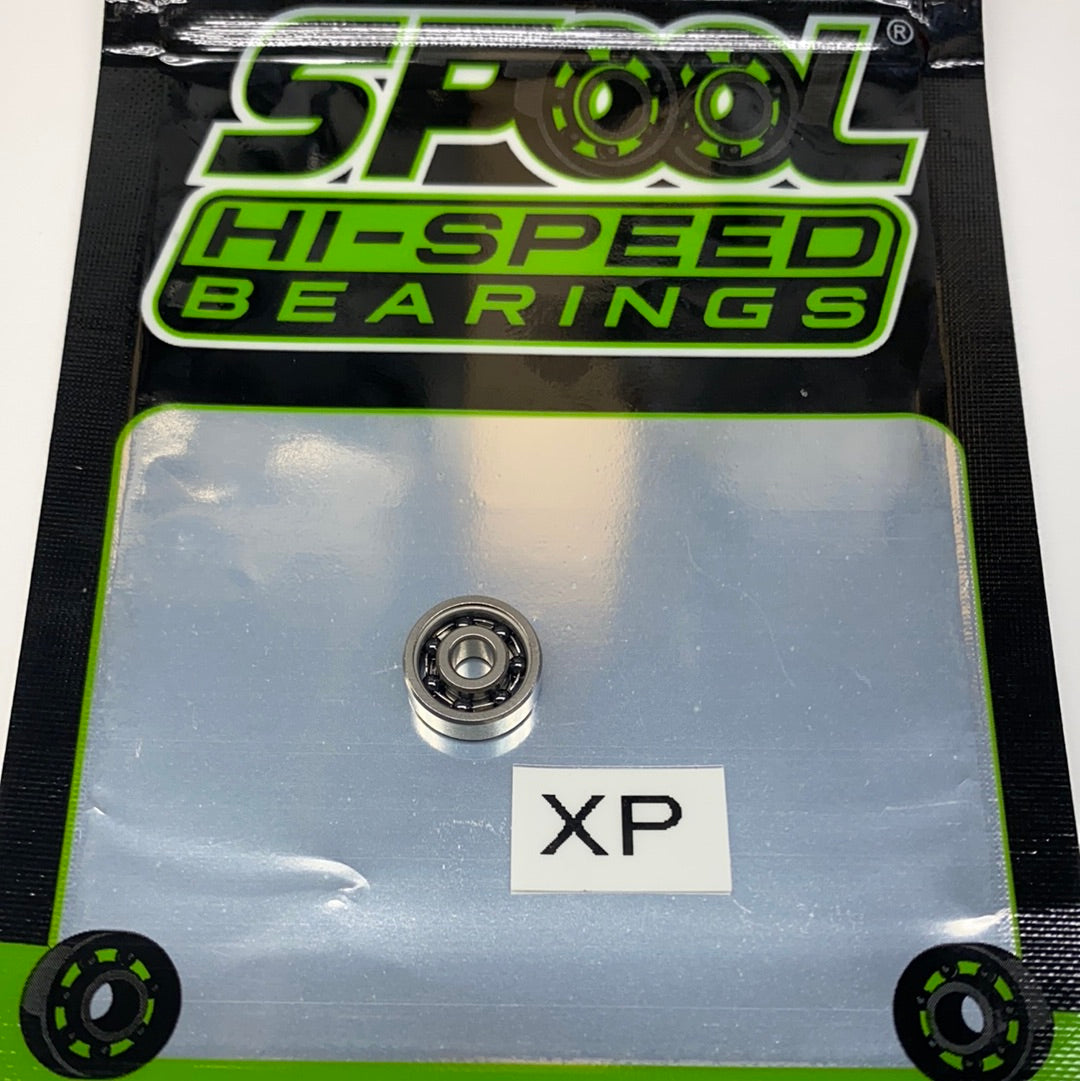 SPOOL®
HI-SPEED
BEARINGS
XP